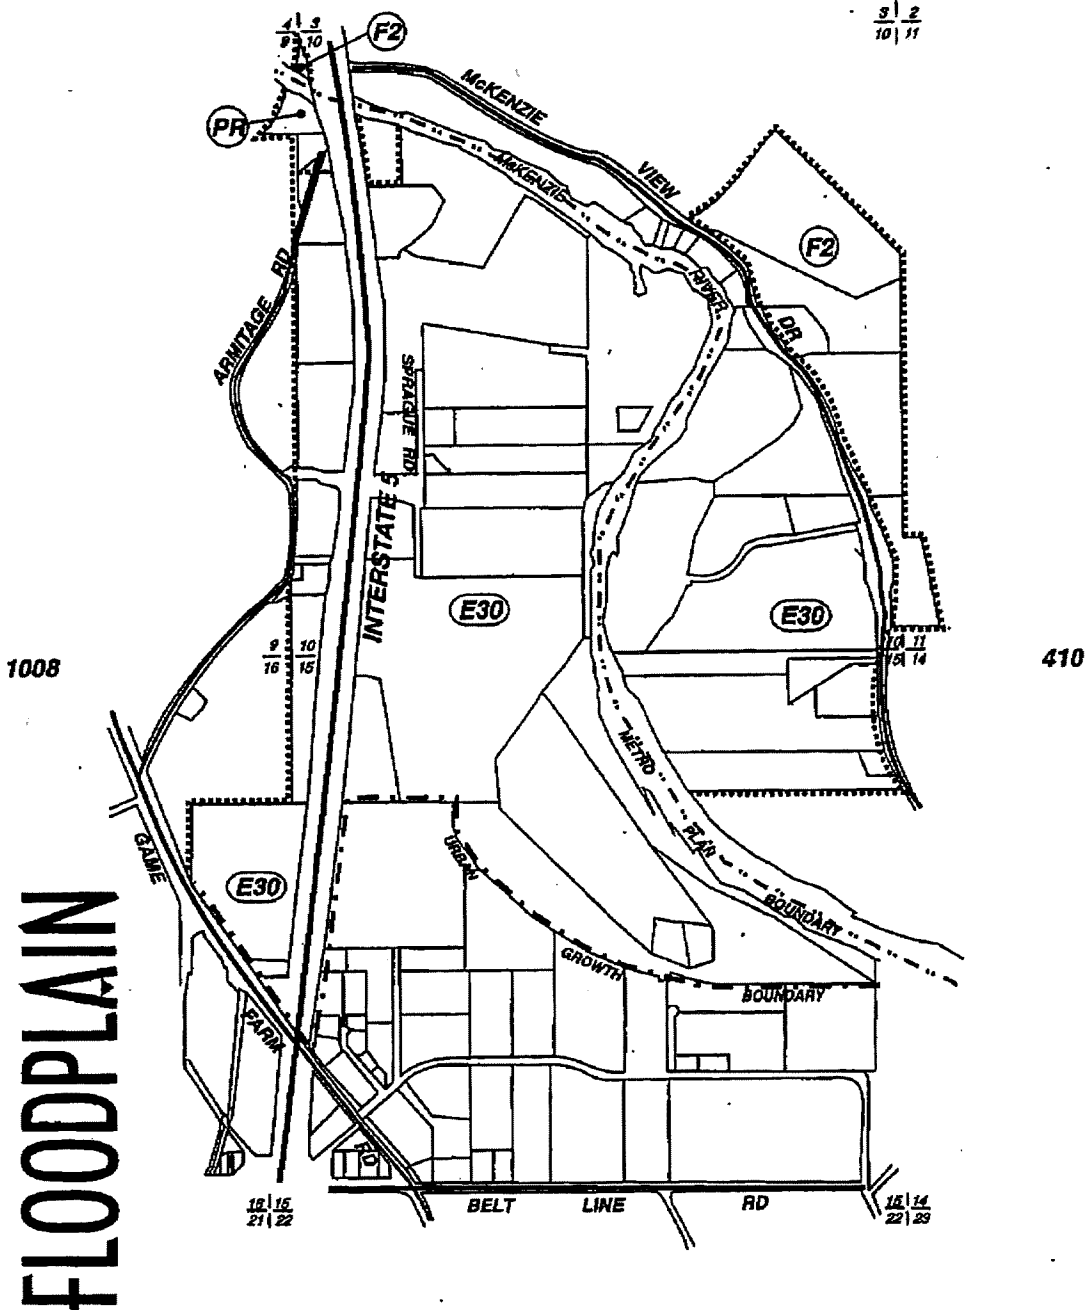 4 | 3
9 | 10
F2
3 | 2
10 | 11
PR
McKENZIE
VIEW
DR
McKENZIE
RIVER
F2
ARMITAGE RD
SPRAGUE RD
INTERSTATE 5
E30
E30
9 | 10
16 | 15
10 | 11
15 | 14
1008
410
METRO
PLAN
BOUNDARY
GAME
FARM
RD
E30
URBAN
GROWTH
BOUNDARY
FLOODPLAIN
16 | 15
21 | 22
BELT LINE RD
15 | 14
22 | 23